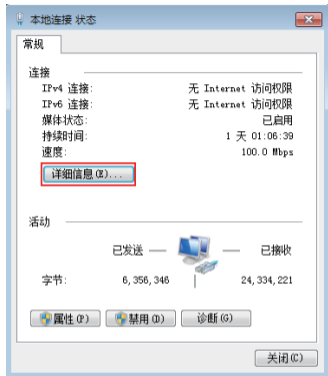 本地连接 状态
常规
连接
IPv4 连接: 无 Internet 访问权限
IPv6 连接: 无 Internet 访问权限
媒体状态: 已启用
持续时间: 1 天 01:06:39
速度: 100.0 Mbps
详细信息(E)...
活动
已发送 — — 已接收
字节: 6,356,346 24,334,221
属性(P) 禁用(D) 诊断(G)
关闭(C)